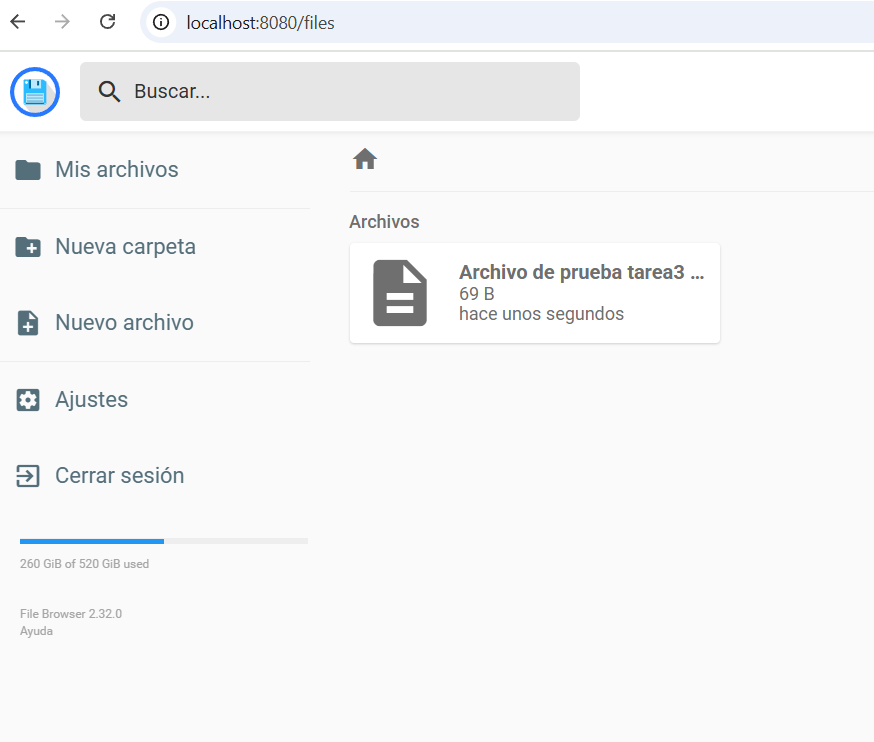 localhost:8080/files
Buscar...
Mis archivos
Nueva carpeta
Nuevo archivo
Ajustes
Cerrar sesión
260 GiB of 520 GiB used
File Browser 2.32.0
Ayuda
Archivos
Archivo de prueba tarea3 ...
69 B
hace unos segundos